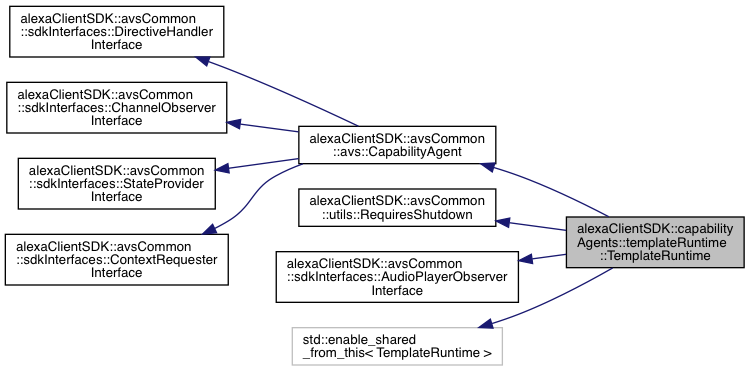 alexaClientSDK::avsCommon
::sdkInterfaces::DirectiveHandler
Interface
alexaClientSDK::avsCommon
::sdkInterfaces::ChannelObserver
Interface
alexaClientSDK::avsCommon
::sdkInterfaces::StateProvider
Interface
alexaClientSDK::avsCommon
::sdkInterfaces::ContextRequester
Interface
alexaClientSDK::avsCommon
::avs::CapabilityAgent
alexaClientSDK::avsCommon
::utils::RequiresShutdown
alexaClientSDK::avsCommon
::sdkInterfaces::AudioPlayerObserver
Interface
std::enable_shared
_from_this< TemplateRuntime >
alexaClientSDK::capability
Agents::templateRuntime
::TemplateRuntime